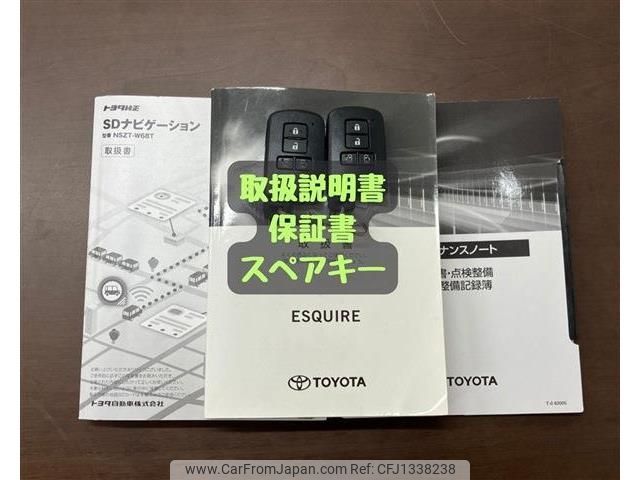 トヨタ純正
SDナビゲーション
型番 NSZT-W68T
取扱書
取扱説明書
保証書
スペアキー
取扱書
ESQUIRE
TOYOTA
トヨタ自動車株式会社
ナンスノート
書・点検整備
整備記録簿
TOYOTA
www.CarFromJapan.com - CFJ1338238